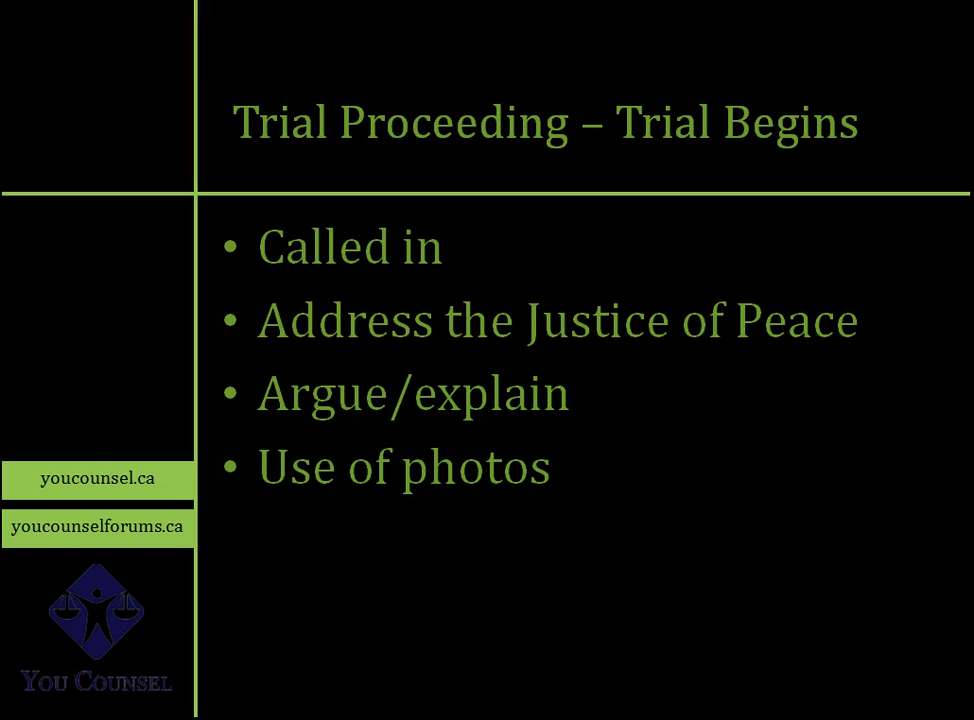 Trial Proceeding – Trial Begins
• Called in
• Address the Justice of Peace
• Argue/explain
• Use of photos
youcounsel.ca
youcounselforums.ca
YOU COUNSEL